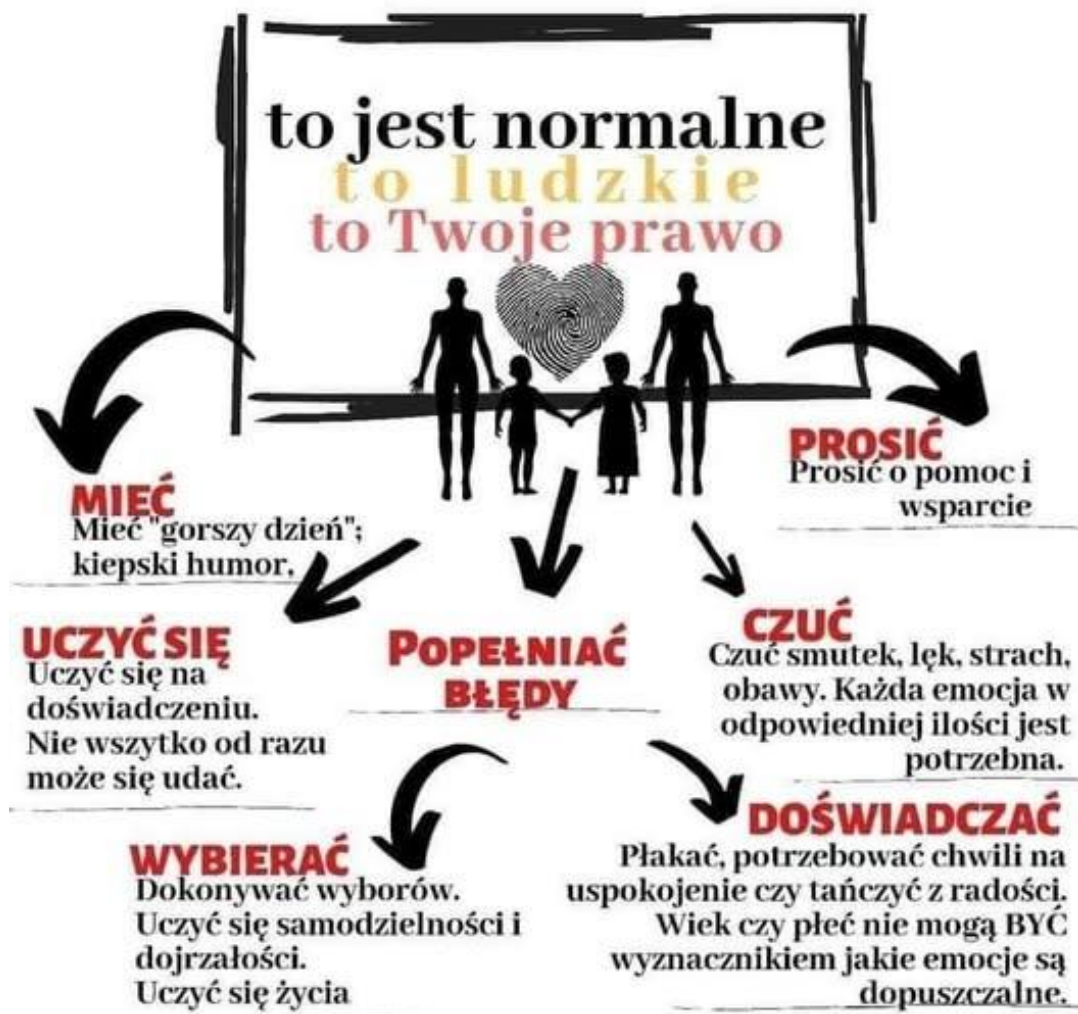 to jest normalne
to ludzkie
to Twoje prawo
MIEĆ
Mieć "gorszy dzień";
kiepski humor,
PROSIĆ
Prosić o pomoc i
wsparcie
UCZYĆ SIĘ
Uczyć się na
doświadczeniu.
Nie wszytko od razu
może się udać.
POPEŁNIAĆ
BŁĘDY
CZUĆ
Czuć smutek, lęk, strach,
obawy. Każda emocja w
odpowiedniej ilości jest
potrzebna.
WYBIERAĆ
Dokonywać wyborów.
Uczyć się samodzielności i
dojrzałości.
Uczyć się życia
DOŚWIADCZAĆ
Płakać, potrzebować chwili na
uspokojenie czy tańczyć z radości.
Wiek czy płeć nie mogą BYĆ
wyznacznikiem jakie emocje są
dopuszczalne.